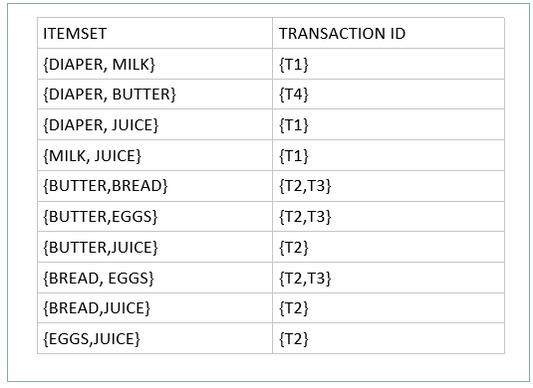 ITEMSET TRANSACTION ID
{DIAPER, MILK} {T1}
{DIAPER, BUTTER} {T4}
{DIAPER, JUICE} {T1}
{MILK, JUICE} {T1}
{BUTTER,BREAD} {T2,T3}
{BUTTER,EGGS} {T2,T3}
{BUTTER,JUICE} {T2}
{BREAD, EGGS} {T2,T3}
{BREAD,JUICE} {T2}
{EGGS,JUICE} {T2}